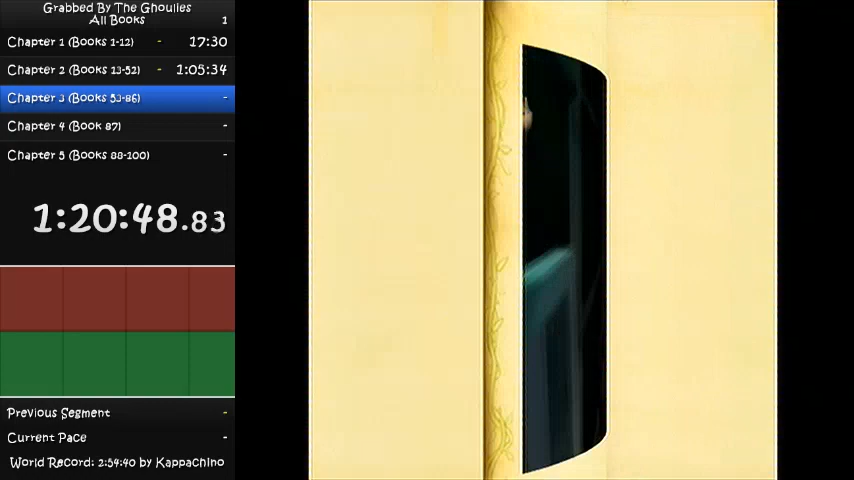 Grabbed By The Ghoulies
All Books 1
Chapter 1 (Books 1-12) - 17:30
Chapter 2 (Books 13-52) - 1:05:34
Chapter 3 (Books 53-86) -
Chapter 4 (Book 87) -
Chapter 5 (Books 88-100) -
1:20:48.83
Previous Segment -
Current Pace -
World Record: 2:54:40 by Kappachino